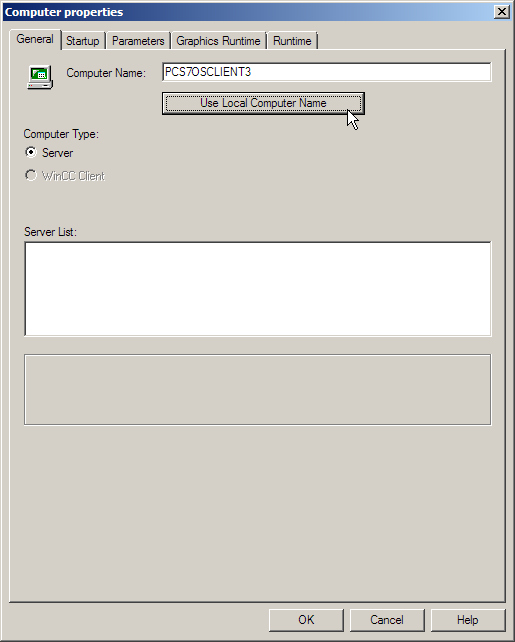 Computer properties
General Startup Parameters Graphics Runtime Runtime
Computer Name: PCS7OSCLIENT3
Use Local Computer Name
Computer Type:
Server
WinCC Client
Server List:
OK Cancel Help